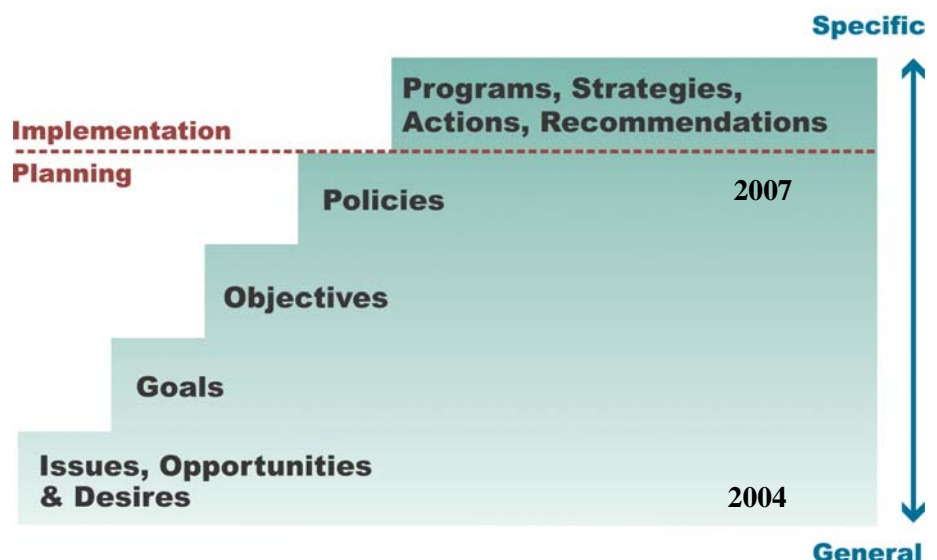 Specific
Programs, Strategies,
Actions, Recommendations
Implementation
Planning
Policies
2007
Objectives
Goals
Issues, Opportunities
& Desires
2004
General